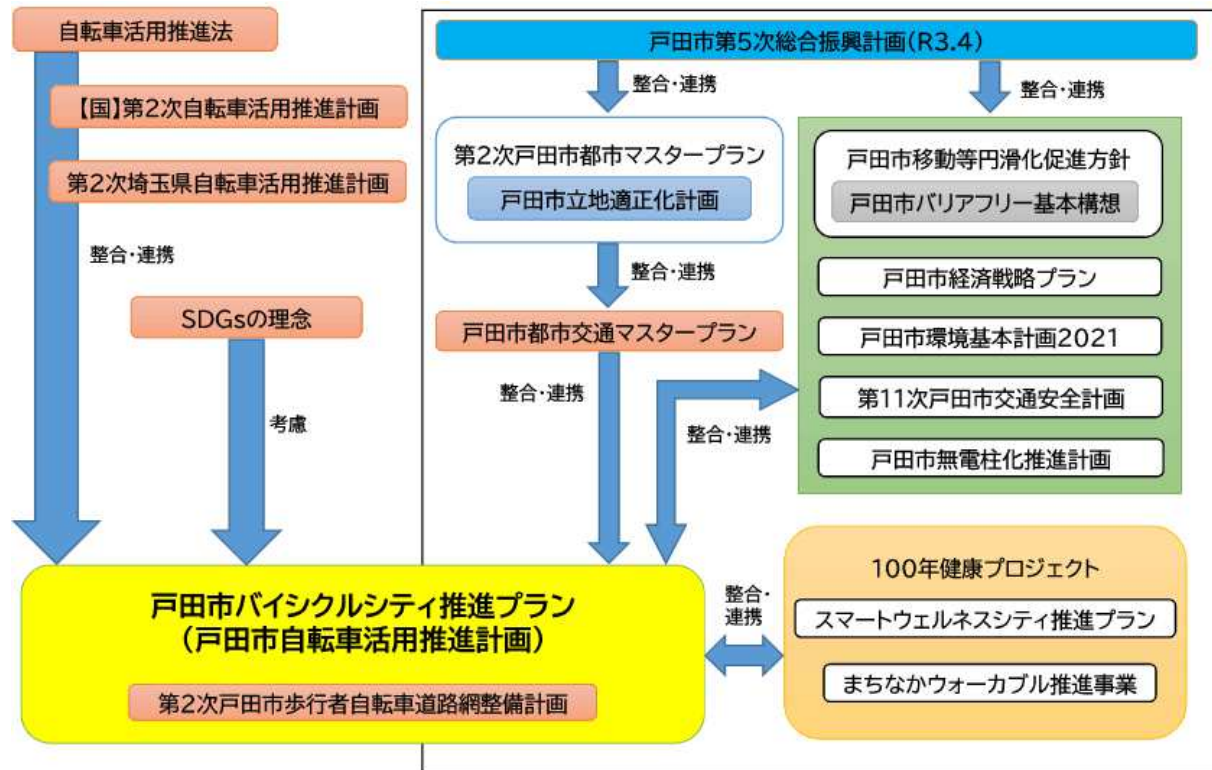 自転車活用推進法
【国】第2次自転車活用推進計画
第2次埼玉県自転車活用推進計画
整合・連携
SDGsの理念
考慮
戸田市第5次総合振興計画(R3.4)
整合・連携
整合・連携
第2次戸田市都市マスタープラン
戸田市立地適正化計画
整合・連携
戸田市都市交通マスタープラン
整合・連携
整合・連携
戸田市移動等円滑化促進方針
戸田市バリアフリー基本構想
戸田市経済戦略プラン
戸田市環境基本計画2021
第11次戸田市交通安全計画
戸田市無電柱化推進計画
戸田市バイシクルシティ推進プラン
(戸田市自転車活用推進計画)
第2次戸田市歩行者自転車道路網整備計画
整合・
連携
100年健康プロジェクト
スマートウェルネスシティ推進プラン
まちなかウォーカブル推進事業